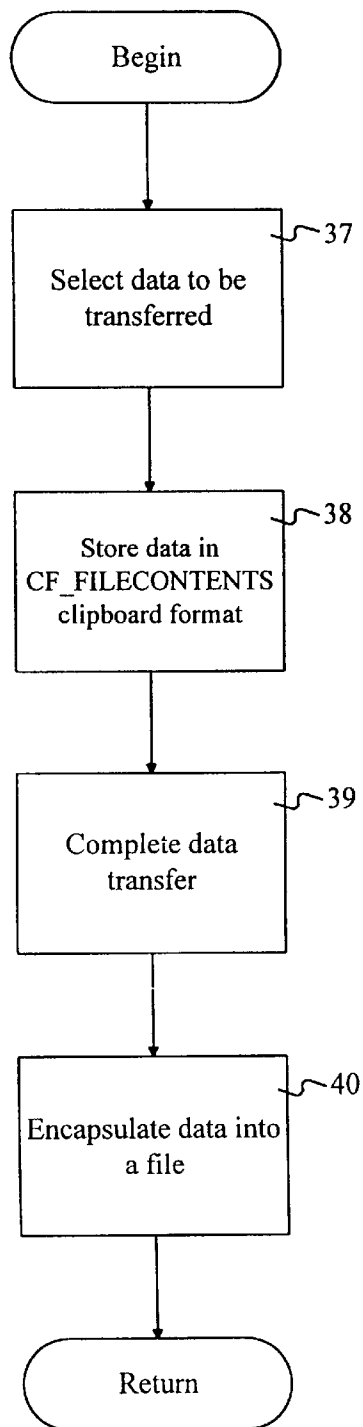 Begin
37
Select data to be
transferred
38
Store data in
CF_FILECONTENTS
clipboard format
39
Complete data
transfer
40
Encapsulate data into
a file
Return